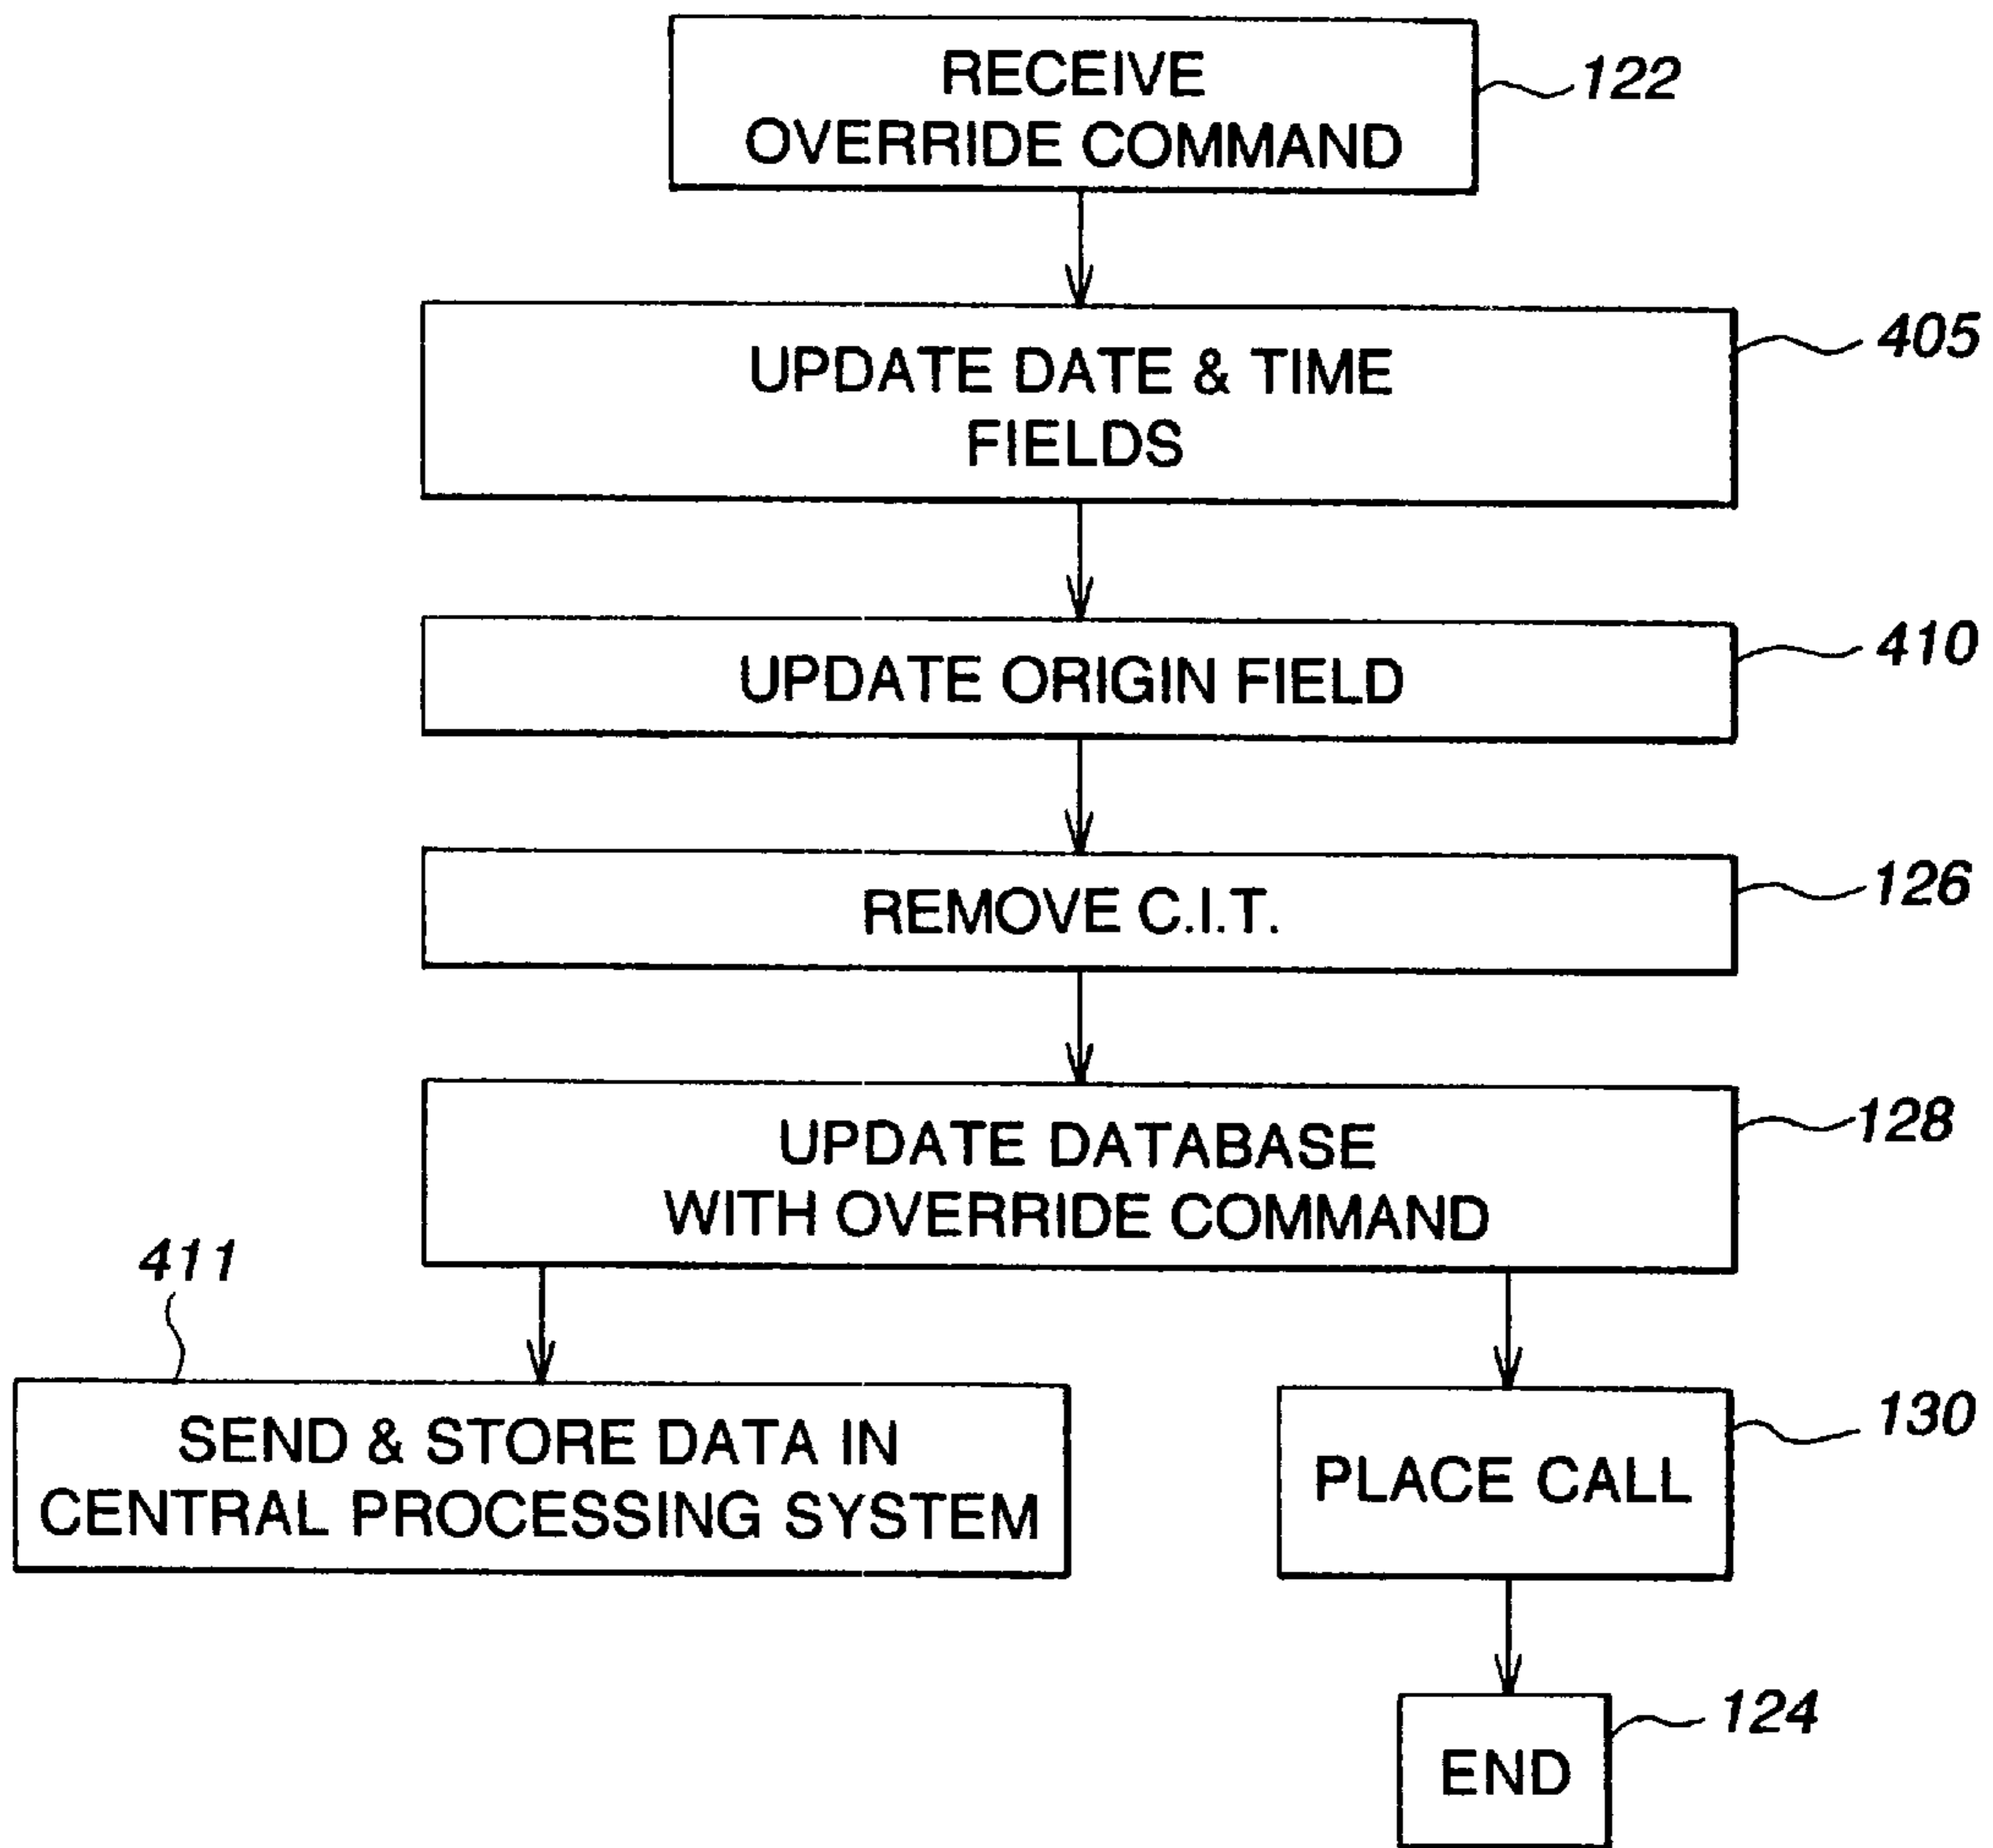 RECEIVE
OVERRIDE COMMAND
122
UPDATE DATE & TIME
FIELDS
405
UPDATE ORIGIN FIELD
410
REMOVE C.I.T.
126
UPDATE DATABASE
WITH OVERRIDE COMMAND
128
411
SEND & STORE DATA IN
CENTRAL PROCESSING SYSTEM
PLACE CALL
130
END
124